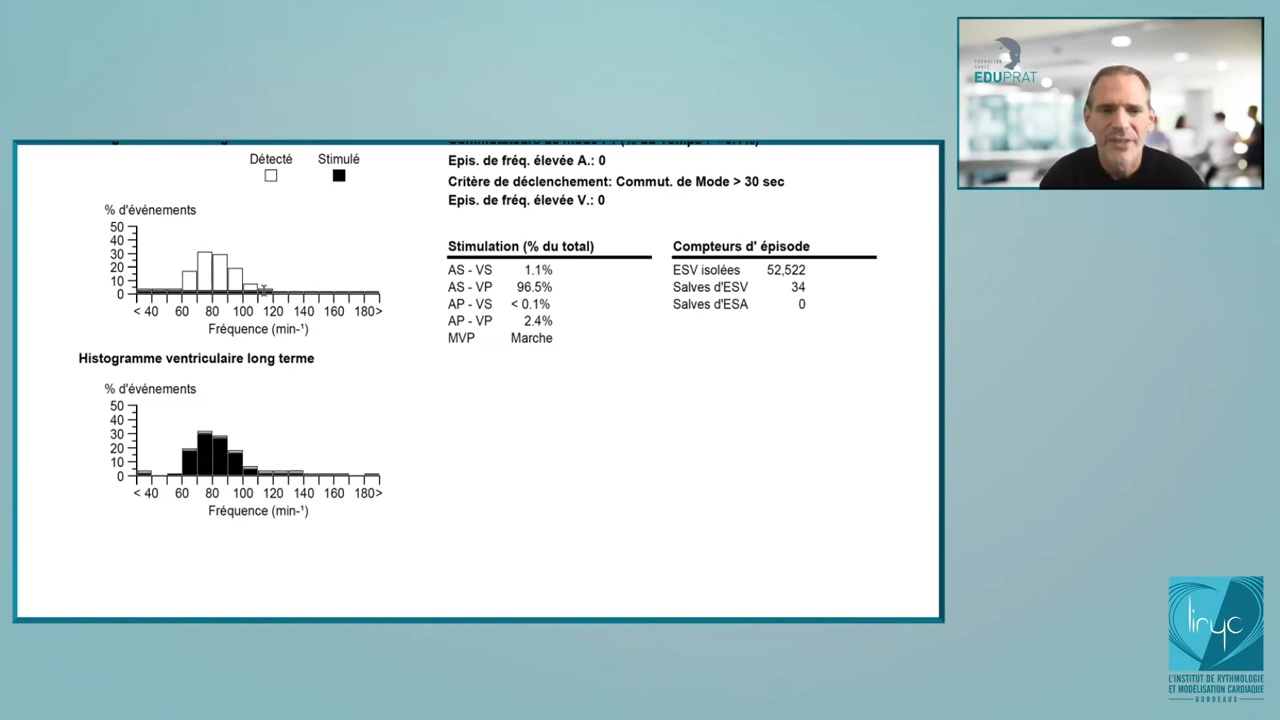 Détecté Stimulé
% d'événements
50
40
30
20
10
0
< 40 60 80 100 120 140 160 180>
Fréquence (min-¹)
Histogramme ventriculaire long terme
% d'événements
50
40
30
20
10
0
< 40 60 80 100 120 140 160 180>
Fréquence (min-¹)
Epis. de fréq. élevée A.: 0
Critère de déclenchement: Commut. de Mode > 30 sec
Epis. de fréq. élevée V.: 0
Stimulation (% du total)
AS - VS 1.1%
AS - VP 96.5%
AP - VS < 0.1%
AP - VP 2.4%
MVP Marche
Compteurs d' épisode
ESV isolées 52,522
Salves d'ESV 34
Salves d'ESA 0
FORMATION
SANTÉ
EDUPRAT
liryc
L'INSTITUT DE RYTHMOLOGIE
ET MODÉLISATION CARDIAQUE
BORDEAUX